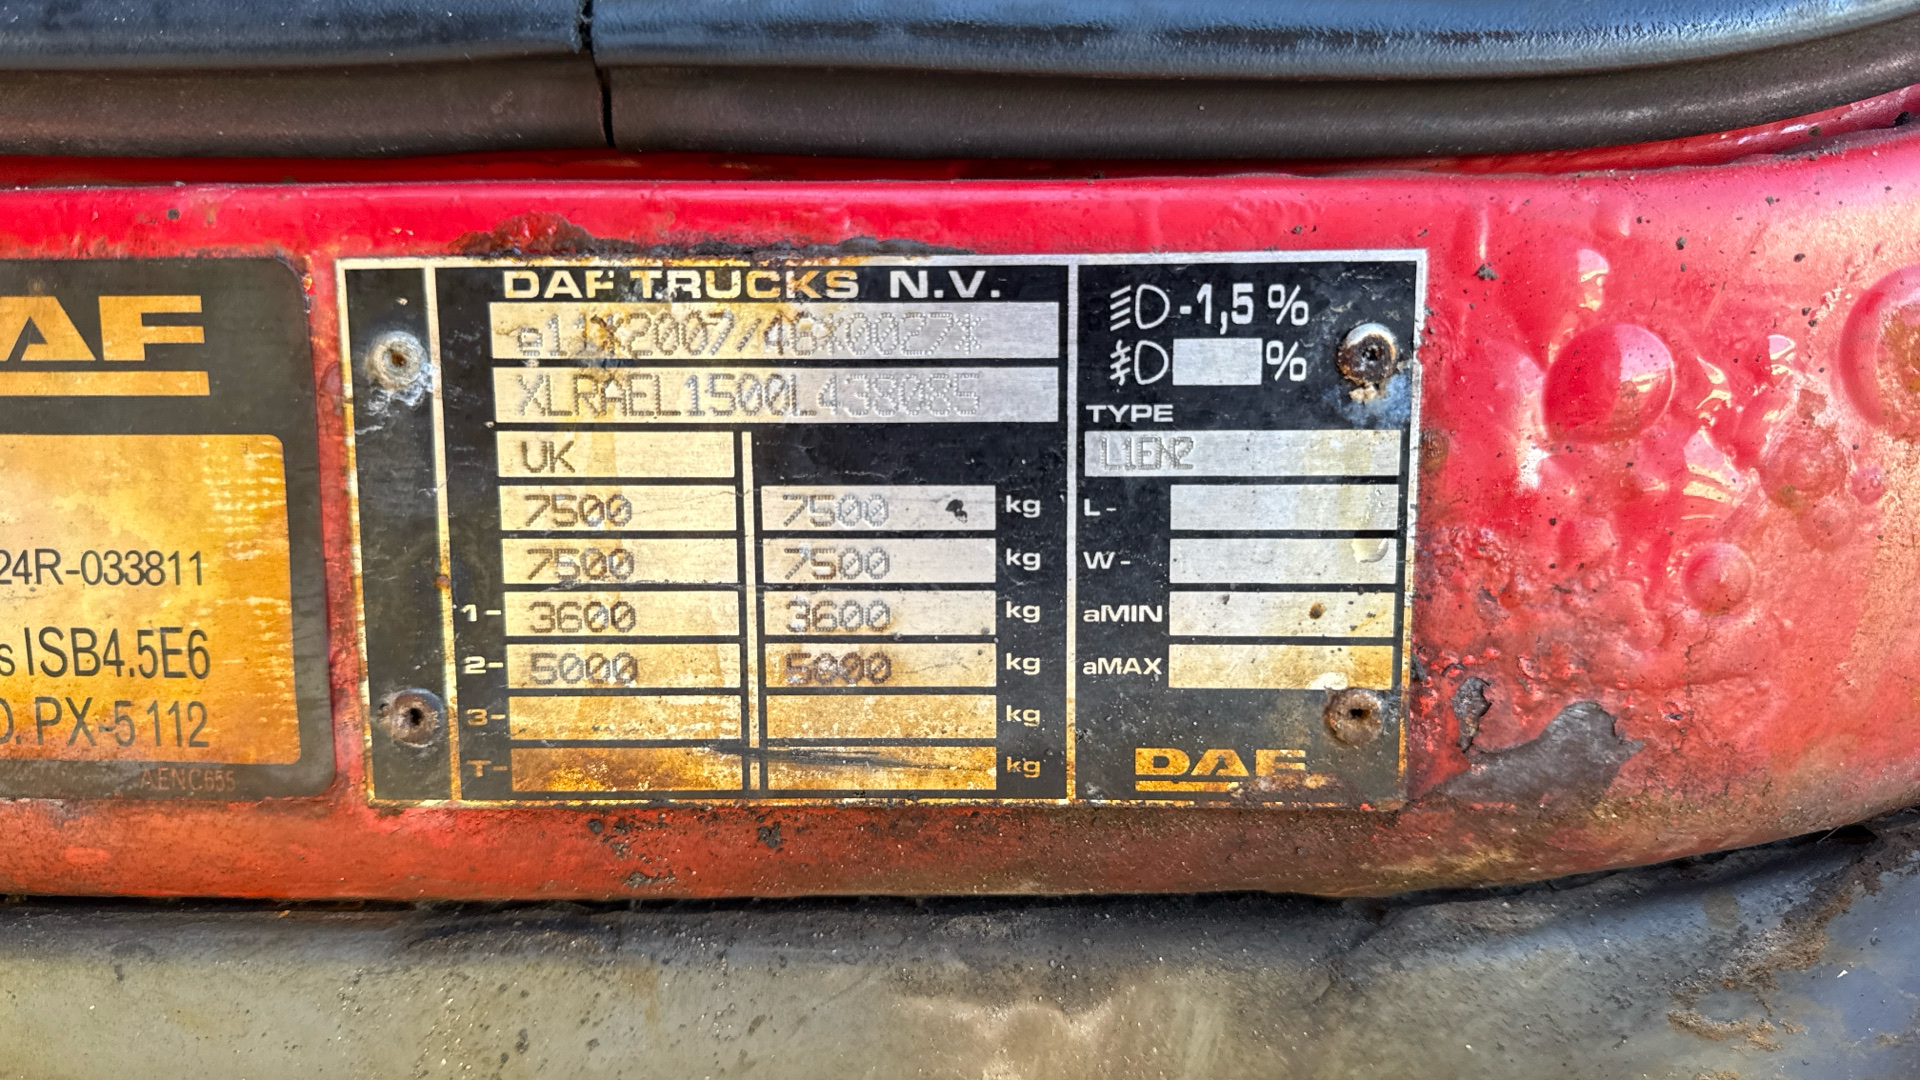 DAF
24R-033811
s ISB4.5E6
D. PX-5 112
AENC655
DAF TRUCKS N.V.
e11*2007/46*0027*
XLRAEL1500L438085
UK
7500 7500 kg
7500 7500 kg
1- 3600 3600 kg
2- 5000 5000 kg
3- kg
T- kg
-1,5 %
%
TYPE
L1EN2
L-
W-
aMIN
aMAX
DAF